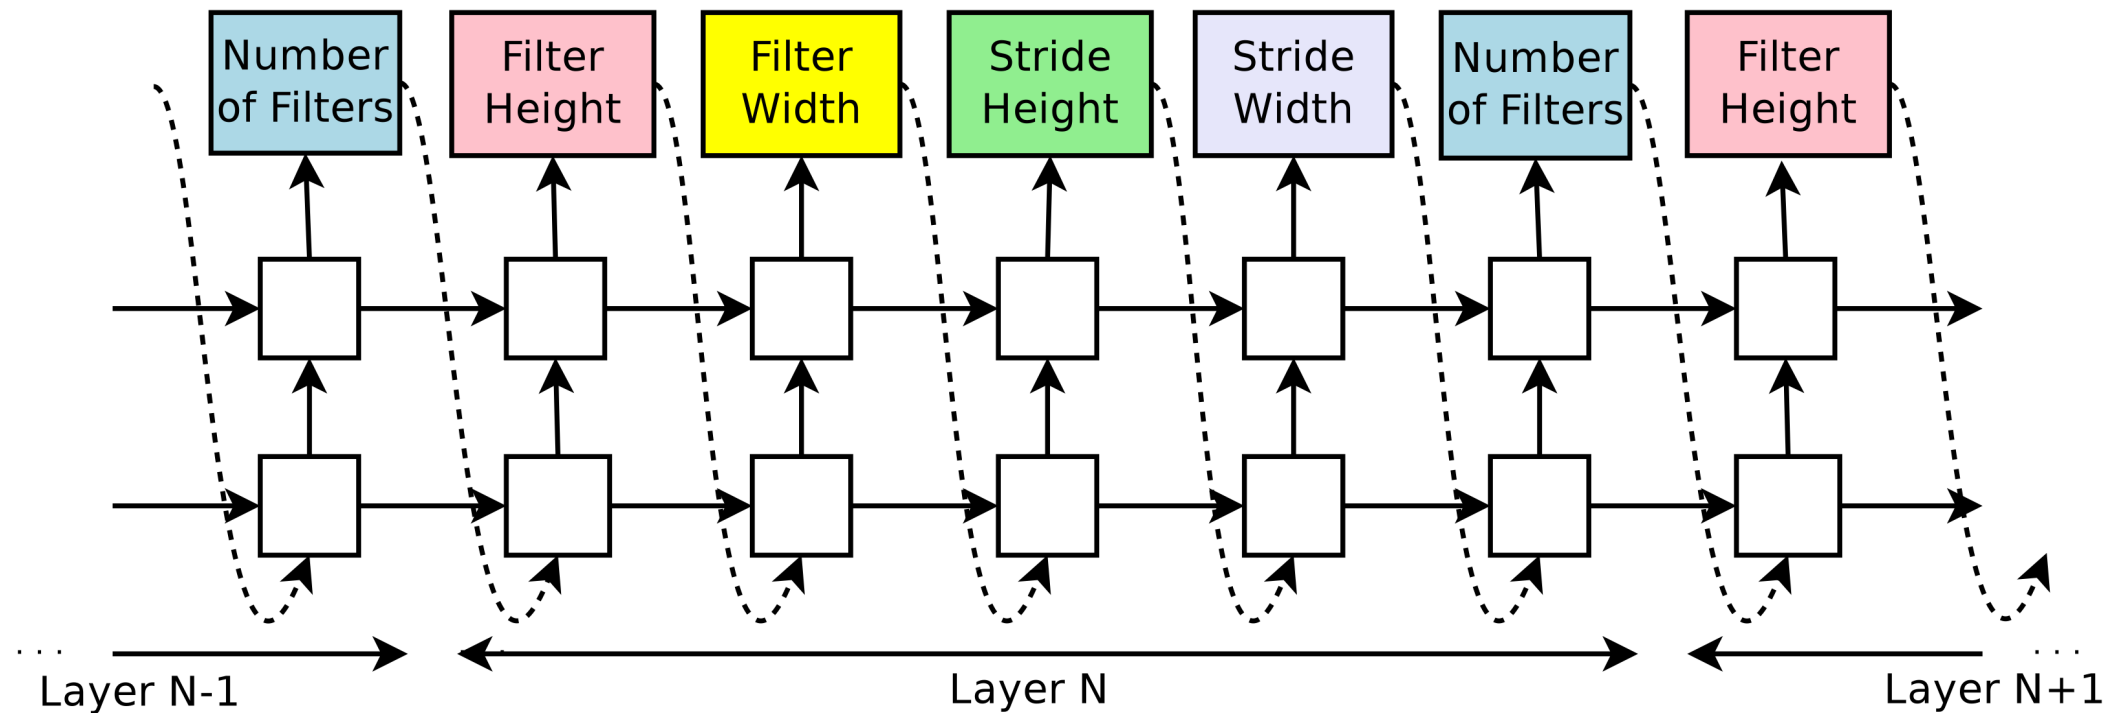 Number
of Filters
Filter
Height
Filter
Width
Stride
Height
Stride
Width
Number
of Filters
Filter
Height
. . .
. . .
Layer N-1
Layer N
Layer N+1